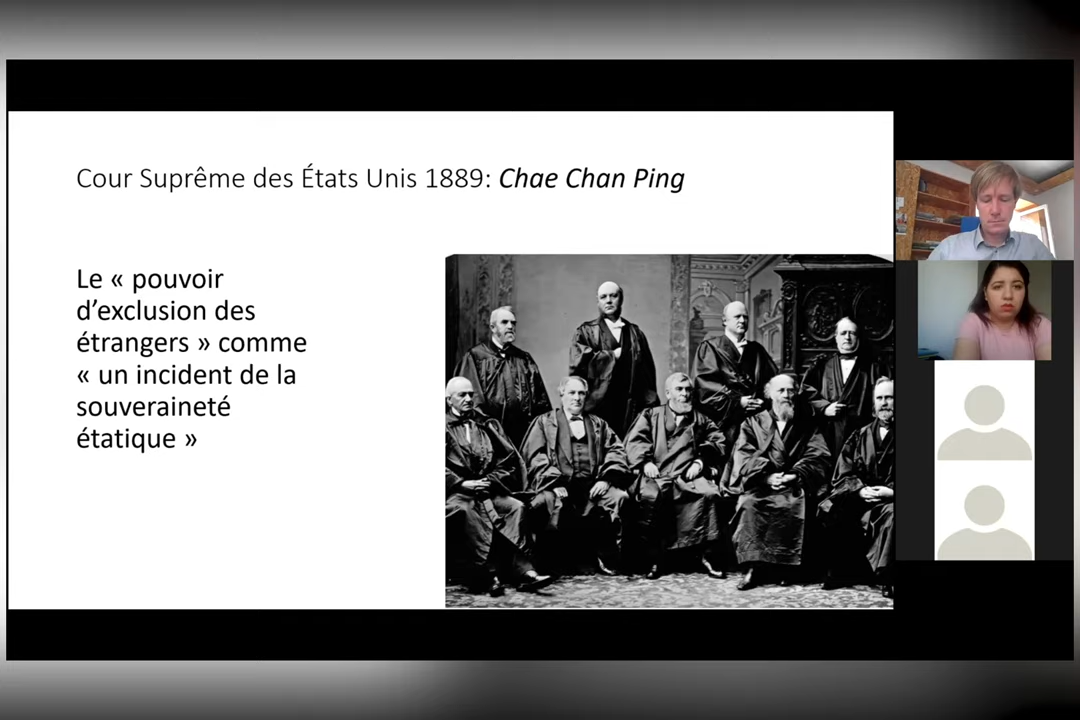 Cour Suprême des États Unis 1889: Chae Chan Ping
Le « pouvoir
d’exclusion des
étrangers » comme
« un incident de la
souveraineté
étatique »